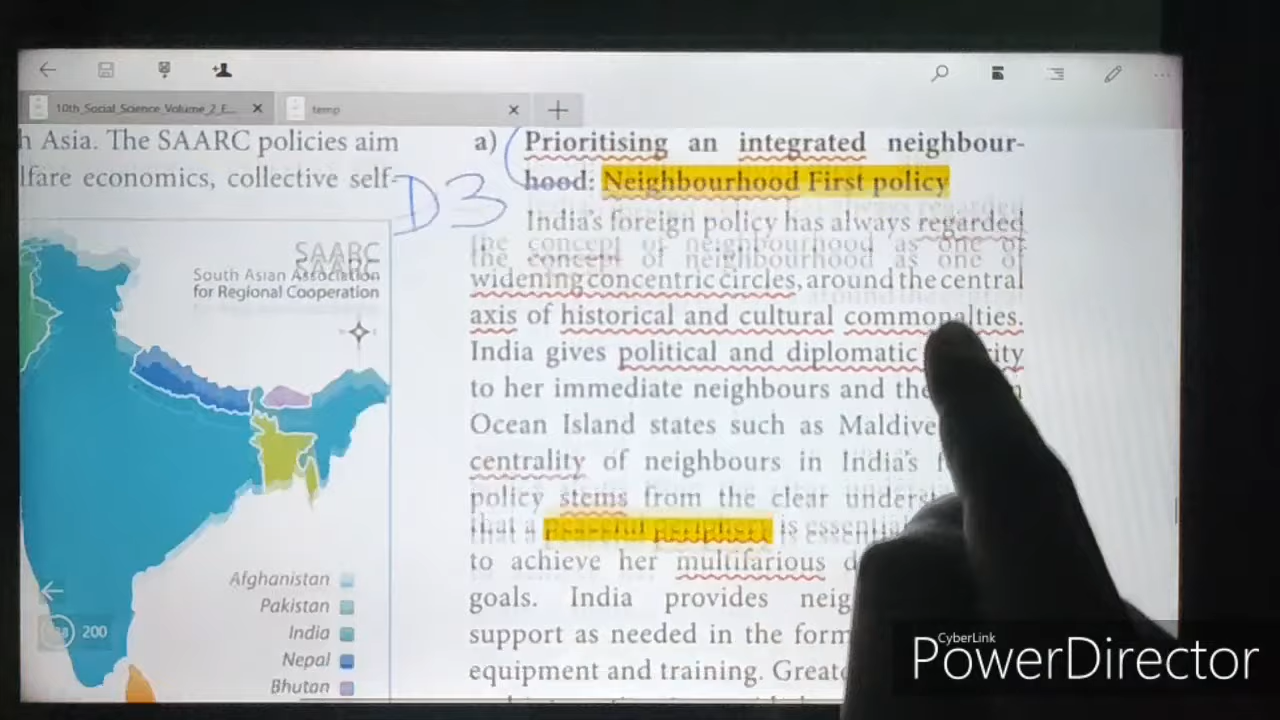 10th_Social_Science_Volume_2_E...
temp
h Asia. The SAARC policies aim
lfare economics, collective self-
SAARC
South Asian Association
for Regional Cooperation
Afghanistan
Pakistan
India
Nepal
Bhutan
200
D3
a) Prioritising an integrated neighbour-
hood: Neighbourhood First policy
India's foreign policy has always regarded
the concept of neighbourhood as one of
widening concentric circles, around the central
axis of historical and cultural commonalties.
India gives political and diplomatic
to her immediate neighbours and the
Ocean Island states such as Maldive
centrality of neighbours in India's
policy stems from the clear underst
that a peaceful periphery is essential
to achieve her multifarious d
goals. India provides neig
support as needed in the form
equipment and training. Greate
CyberLink
PowerDirector